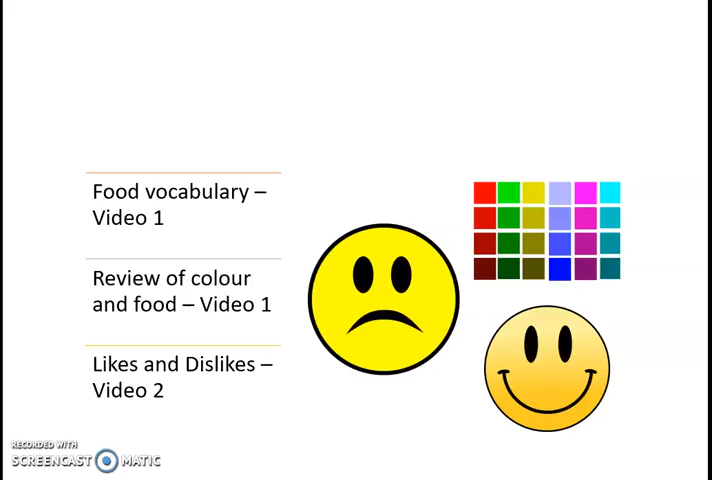 Food vocabulary –
Video 1
Review of colour
and food – Video 1
Likes and Dislikes –
Video 2
RECORDED WITH
SCREENCAST MATIC